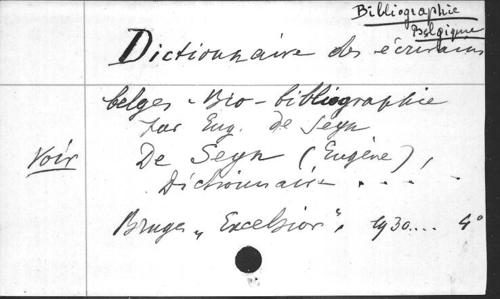 Bibliographie
Belgique
Dictionnaire des écrivains
belges - Bio-bibliographie
par Eug. de Seyn
Voir De Seyn (Eugène),
Dictionnaire . . . -
Bruges „Excelsior", 1930.... 4°